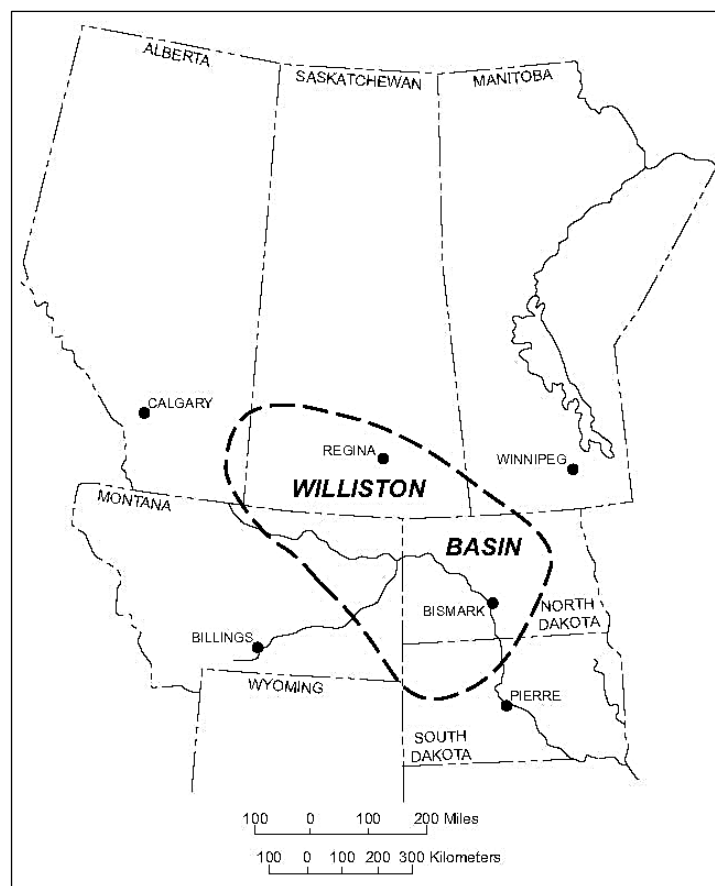 ALBERTA
SASKATCHEWAN
MANITOBA
CALGARY
REGINA
WINNIPEG
WILLISTON
MONTANA
BASIN
BISMARK
NORTH
DAKOTA
BILLINGS
WYOMING
PIERRE
SOUTH
DAKOTA
100 0 100 200 Miles
100 0 100 200 300 Kilometers